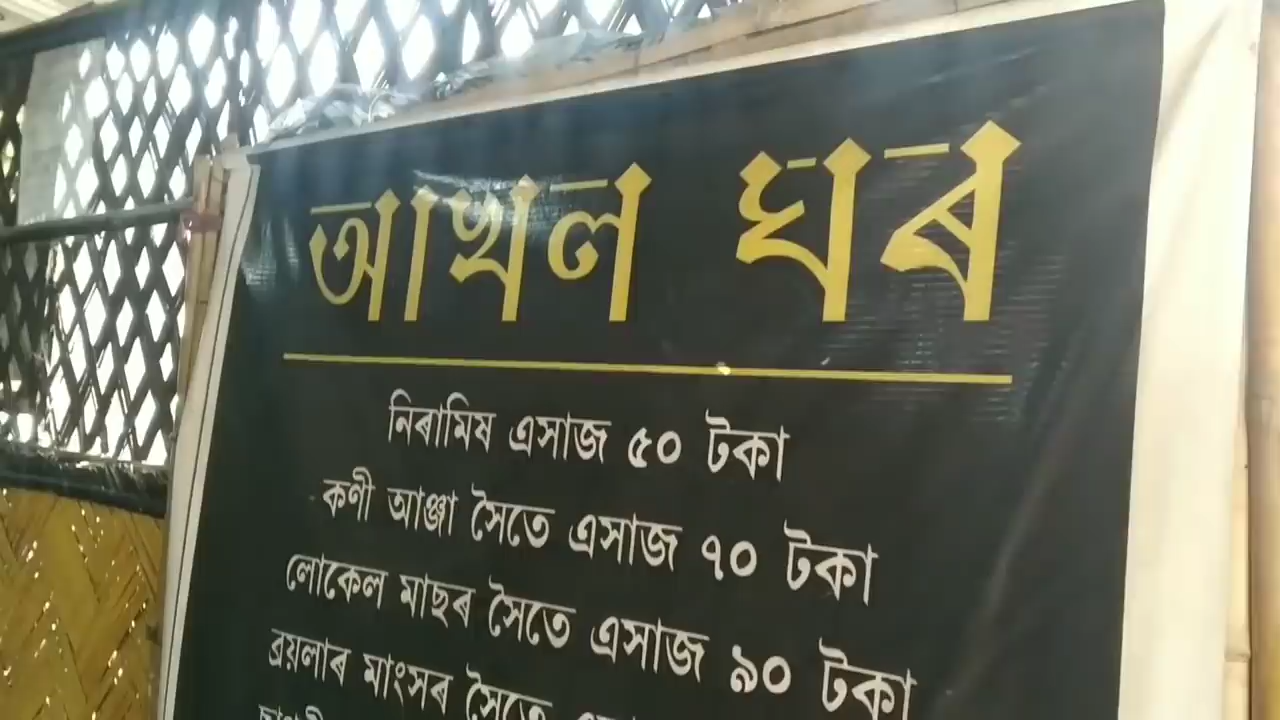 আখল ঘৰ
নিৰামিষ এসাজ ৫০ টকা
কণী আঞ্জা সৈতে এসাজ ৭০ টকা
লোকেল মাছৰ সৈতে এসাজ ৯০ টকা
ব্ৰয়লাৰ মাংসৰ সৈতে